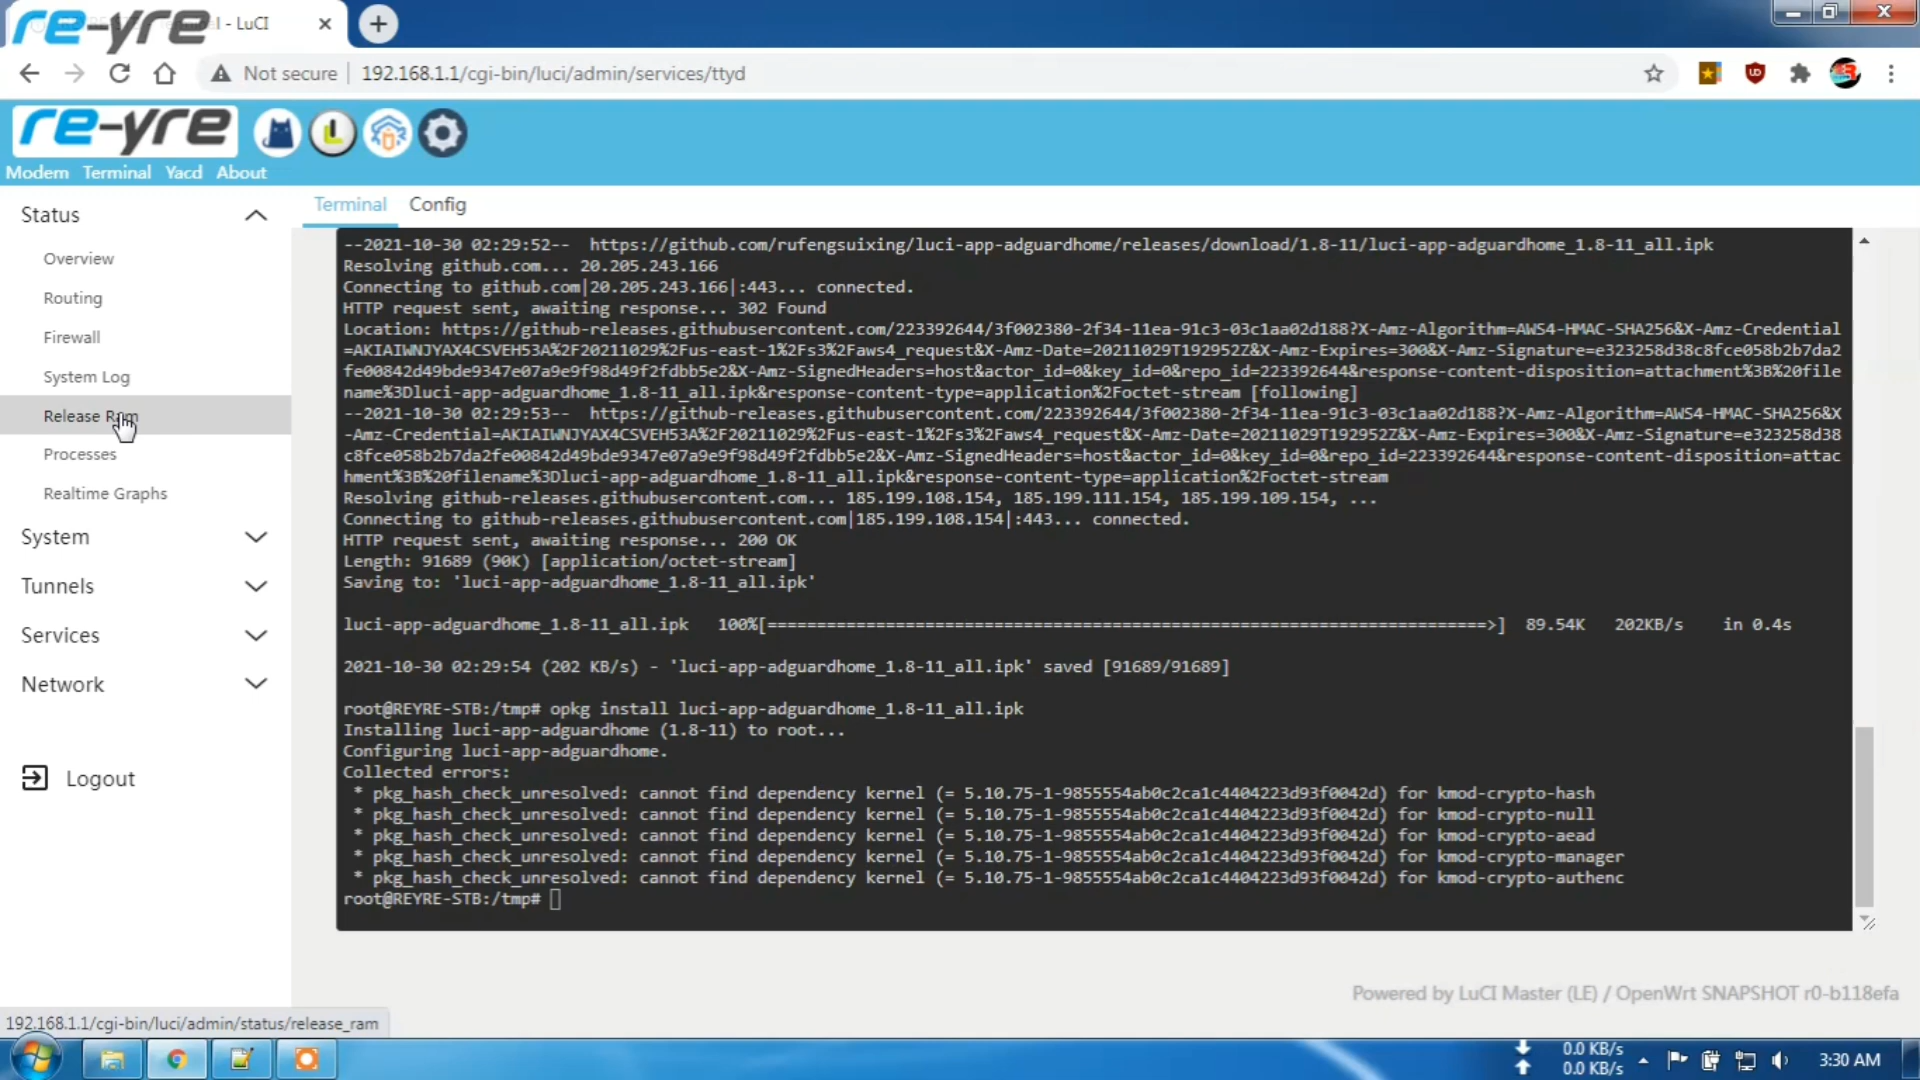 re-yre
l - LuCI
Not secure
192.168.1.1/cgi-bin/luci/admin/services/ttyd
re-yre
Modem Terminal Yacd About
Status
Overview
Routing
Firewall
System Log
Release Ram
Processes
Realtime Graphs
System
Tunnels
Services
Network
Logout
Terminal Config
--2021-10-30 02:29:52-- https://github.com/rufengsuixing/luci-app-adguardhome/releases/download/1.8-11/luci-app-adguardhome_1.8-11_all.ipk
Resolving github.com... 20.205.243.166
Connecting to github.com|20.205.243.166|:443... connected.
HTTP request sent, awaiting response... 302 Found
Location: https://github-releases.githubusercontent.com/223392644/3f002380-2f34-11ea-91c3-03c1aa02d188?X-Amz-Algorithm=AWS4-HMAC-SHA256&X-Amz-Credential
=AKIAIWNJYAX4CSVEH53A%2F20211029%2Fus-east-1%2Fs3%2Faws4_request&X-Amz-Date=20211029T192952Z&X-Amz-Expires=300&X-Amz-Signature=e323258d38c8fce058b2b7da2
fe00842d49bde9347e07a9e9f98d49f2fdbb5e2&X-Amz-SignedHeaders=host&actor_id=0&key_id=0&repo_id=223392644&response-content-disposition=attachment%3B%20file
name%3Dluci-app-adguardhome_1.8-11_all.ipk&response-content-type=application%2Foctet-stream [following]
--2021-10-30 02:29:53-- https://github-releases.githubusercontent.com/223392644/3f002380-2f34-11ea-91c3-03c1aa02d188?X-Amz-Algorithm=AWS4-HMAC-SHA256&X
-Amz-Credential=AKIAIWNJYAX4CSVEH53A%2F20211029%2Fus-east-1%2Fs3%2Faws4_request&X-Amz-Date=20211029T192952Z&X-Amz-Expires=300&X-Amz-Signature=e323258d38
c8fce058b2b7da2fe00842d49bde9347e07a9e9f98d49f2fdbb5e2&X-Amz-SignedHeaders=host&actor_id=0&key_id=0&repo_id=223392644&response-content-disposition=attac
hment%3B%20filename%3Dluci-app-adguardhome_1.8-11_all.ipk&response-content-type=application%2Foctet-stream
Resolving github-releases.githubusercontent.com... 185.199.108.154, 185.199.111.154, 185.199.109.154, ...
Connecting to github-releases.githubusercontent.com|185.199.108.154|:443... connected.
HTTP request sent, awaiting response... 200 OK
Length: 91689 (90K) [application/octet-stream]
Saving to: 'luci-app-adguardhome_1.8-11_all.ipk'
luci-app-adguardhome_1.8-11_all.ipk 100%[=========================================================================>] 89.54K 202KB/s in 0.4s
2021-10-30 02:29:54 (202 KB/s) - 'luci-app-adguardhome_1.8-11_all.ipk' saved [91689/91689]
root@REYRE-STB:/tmp# opkg install luci-app-adguardhome_1.8-11_all.ipk
Installing luci-app-adguardhome (1.8-11) to root...
Configuring luci-app-adguardhome.
Collected errors:
* pkg_hash_check_unresolved: cannot find dependency kernel (= 5.10.75-1-9855554ab0c2ca1c4404223d93f0042d) for kmod-crypto-hash
* pkg_hash_check_unresolved: cannot find dependency kernel (= 5.10.75-1-9855554ab0c2ca1c4404223d93f0042d) for kmod-crypto-null
* pkg_hash_check_unresolved: cannot find dependency kernel (= 5.10.75-1-9855554ab0c2ca1c4404223d93f0042d) for kmod-crypto-aead
* pkg_hash_check_unresolved: cannot find dependency kernel (= 5.10.75-1-9855554ab0c2ca1c4404223d93f0042d) for kmod-crypto-manager
* pkg_hash_check_unresolved: cannot find dependency kernel (= 5.10.75-1-9855554ab0c2ca1c4404223d93f0042d) for kmod-crypto-authenc
root@REYRE-STB:/tmp#
Powered by LuCI Master (LE) / OpenWrt SNAPSHOT r0-b118efa
192.168.1.1/cgi-bin/luci/admin/status/release_ram
0.0 KB/s
0.0 KB/s
3:30 AM